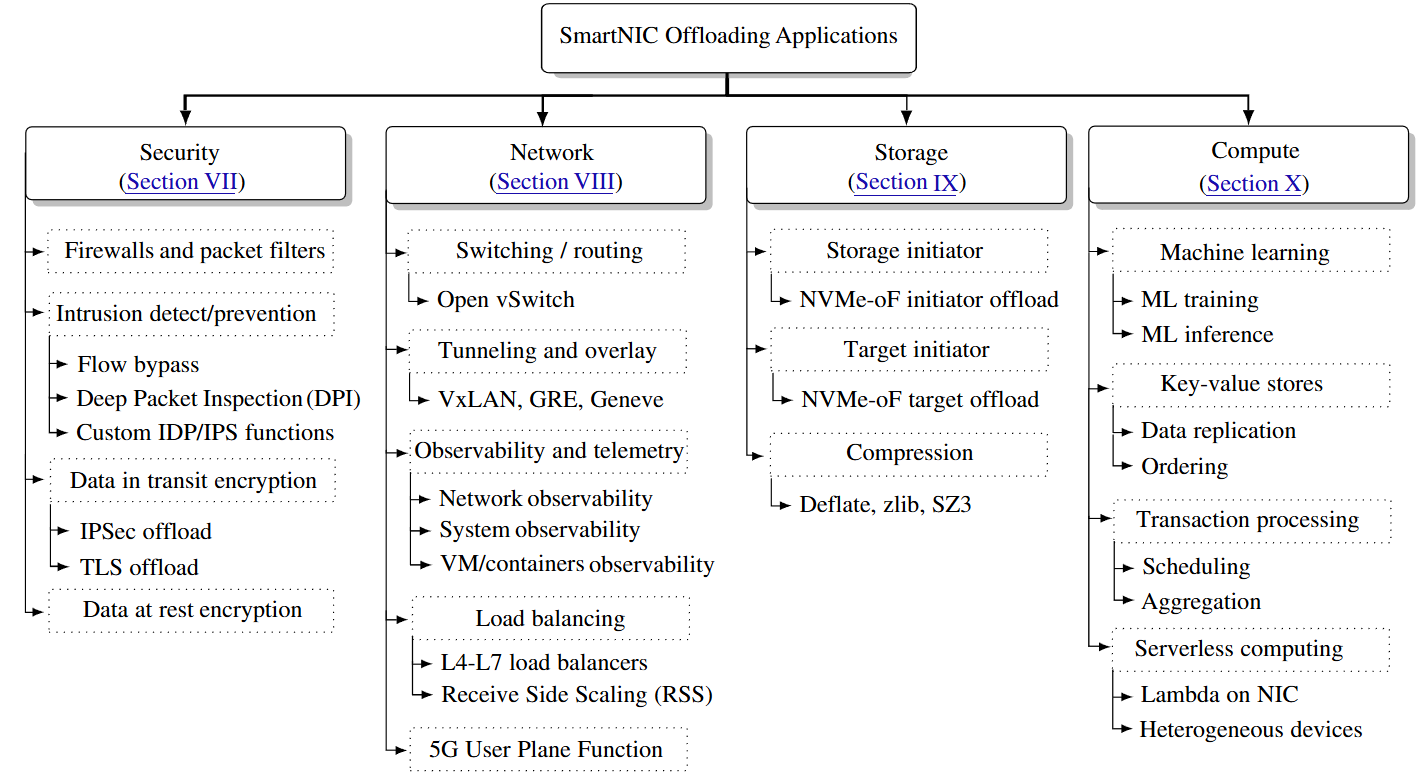 SmartNIC Offloading Applications
Security
(Section VII)
Firewalls and packet filters
Intrusion detect/prevention
Flow bypass
Deep Packet Inspection (DPI)
Custom IDP/IPS functions
Data in transit encryption
IPSec offload
TLS offload
Data at rest encryption
Network
(Section VIII)
Switching / routing
Open vSwitch
Tunneling and overlay
VxLAN, GRE, Geneve
Observability and telemetry
Network observability
System observability
VM/containers observability
Load balancing
L4-L7 load balancers
Receive Side Scaling (RSS)
5G User Plane Function
Storage
(Section IX)
Storage initiator
NVMe-oF initiator offload
Target initiator
NVMe-oF target offload
Compression
Deflate, zlib, SZ3
Compute
(Section X)
Machine learning
ML training
ML inference
Key-value stores
Data replication
Ordering
Transaction processing
Scheduling
Aggregation
Serverless computing
Lambda on NIC
Heterogeneous devices